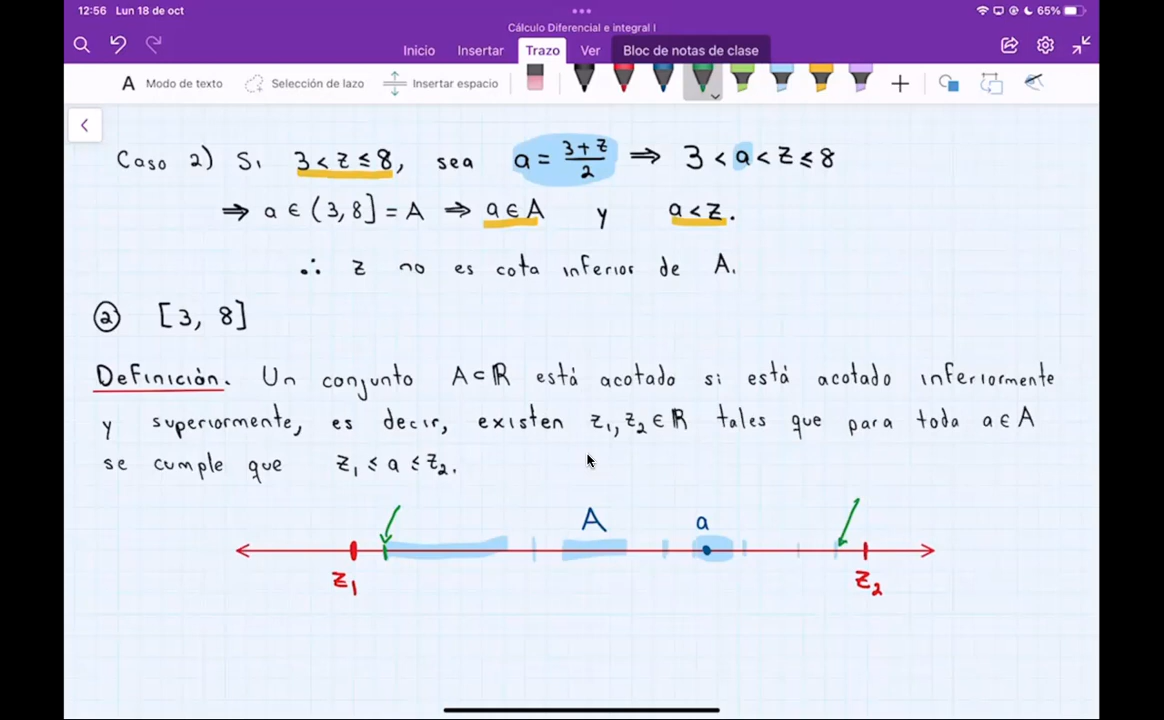 12:56 Lun 18 de oct
65%
Cálculo Diferencial e integral I
Inicio Insertar Trazo Ver Bloc de notas de clase
A Modo de texto Selección de lazo Insertar espacio
Caso 2) Si 3 < z ≤ 8, sea a = (3+z)/2 ⇒ 3 < a < z ≤ 8
⇒ a ∈ (3, 8] = A ⇒ a ∈ A y a < z.
∴ z no es cota inferior de A.
② [3, 8]
Definición. Un conjunto A ⊂ ℝ está acotado si está acotado inferiormente
y superiormente, es decir, existen z₁, z₂ ∈ ℝ tales que para toda a ∈ A
se cumple que z₁ ≤ a ≤ z₂.
A a
z₁ z₂